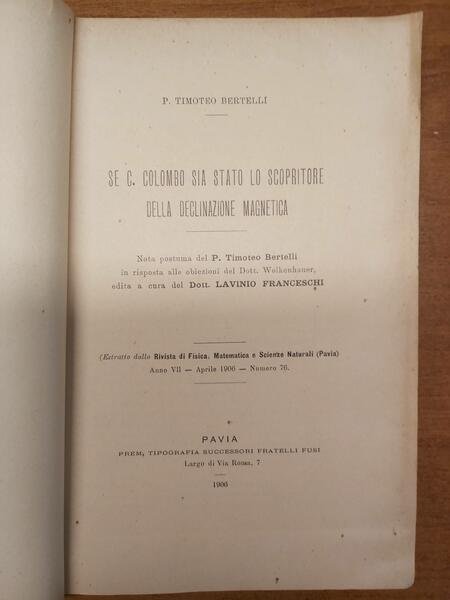 P. TIMOTEO BERTELLI
SE C. COLOMBO SIA STATO LO SCOPRITORE
DELLA DECLINAZIONE MAGNETICA
Nota postuma del P. Timoteo Bertelli
in risposta alle obiezioni del Dott. Wolkenhauer,
edita a cura del Dott. LAVINIO FRANCESCHI
(Estratto dalla Rivista di Fisica, Matematica e Scienze Naturali (Pavia)
Anno VII — Aprile 1906 — Numero 76.
PAVIA
PREM, TIPOGRAFIA SUCCESSORI FRATELLI FUSI
Largo di Via Roma, 7
1906